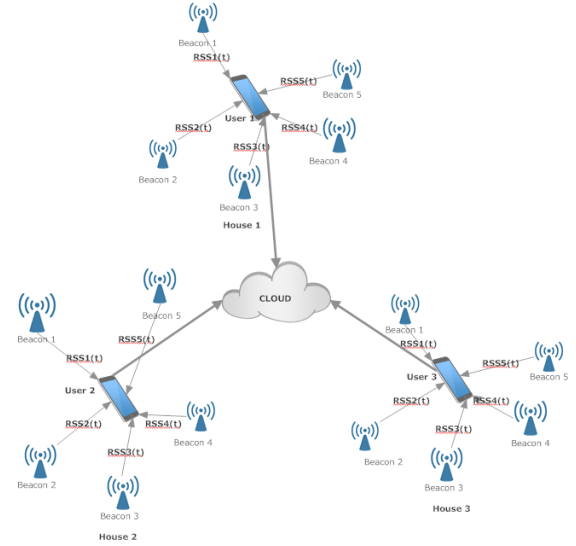 Beacon 1
RSS1(t)
RSS5(t)
Beacon 5
User 1
RSS2(t)
RSS4(t)
RSS3(t)
Beacon 4
Beacon 2
Beacon 3
House 1
CLOUD
Beacon 5
Beacon 1
RSS5(t)
RSS1(t)
User 2
RSS2(t)
RSS4(t)
Beacon 4
RSS3(t)
Beacon 2
Beacon 3
House 2
Beacon 1
RSS1(t)
RSS5(t)
Beacon 5
User 3
RSS2(t)
RSS4(t)
RSS3(t)
Beacon 4
Beacon 2
Beacon 3
House 3